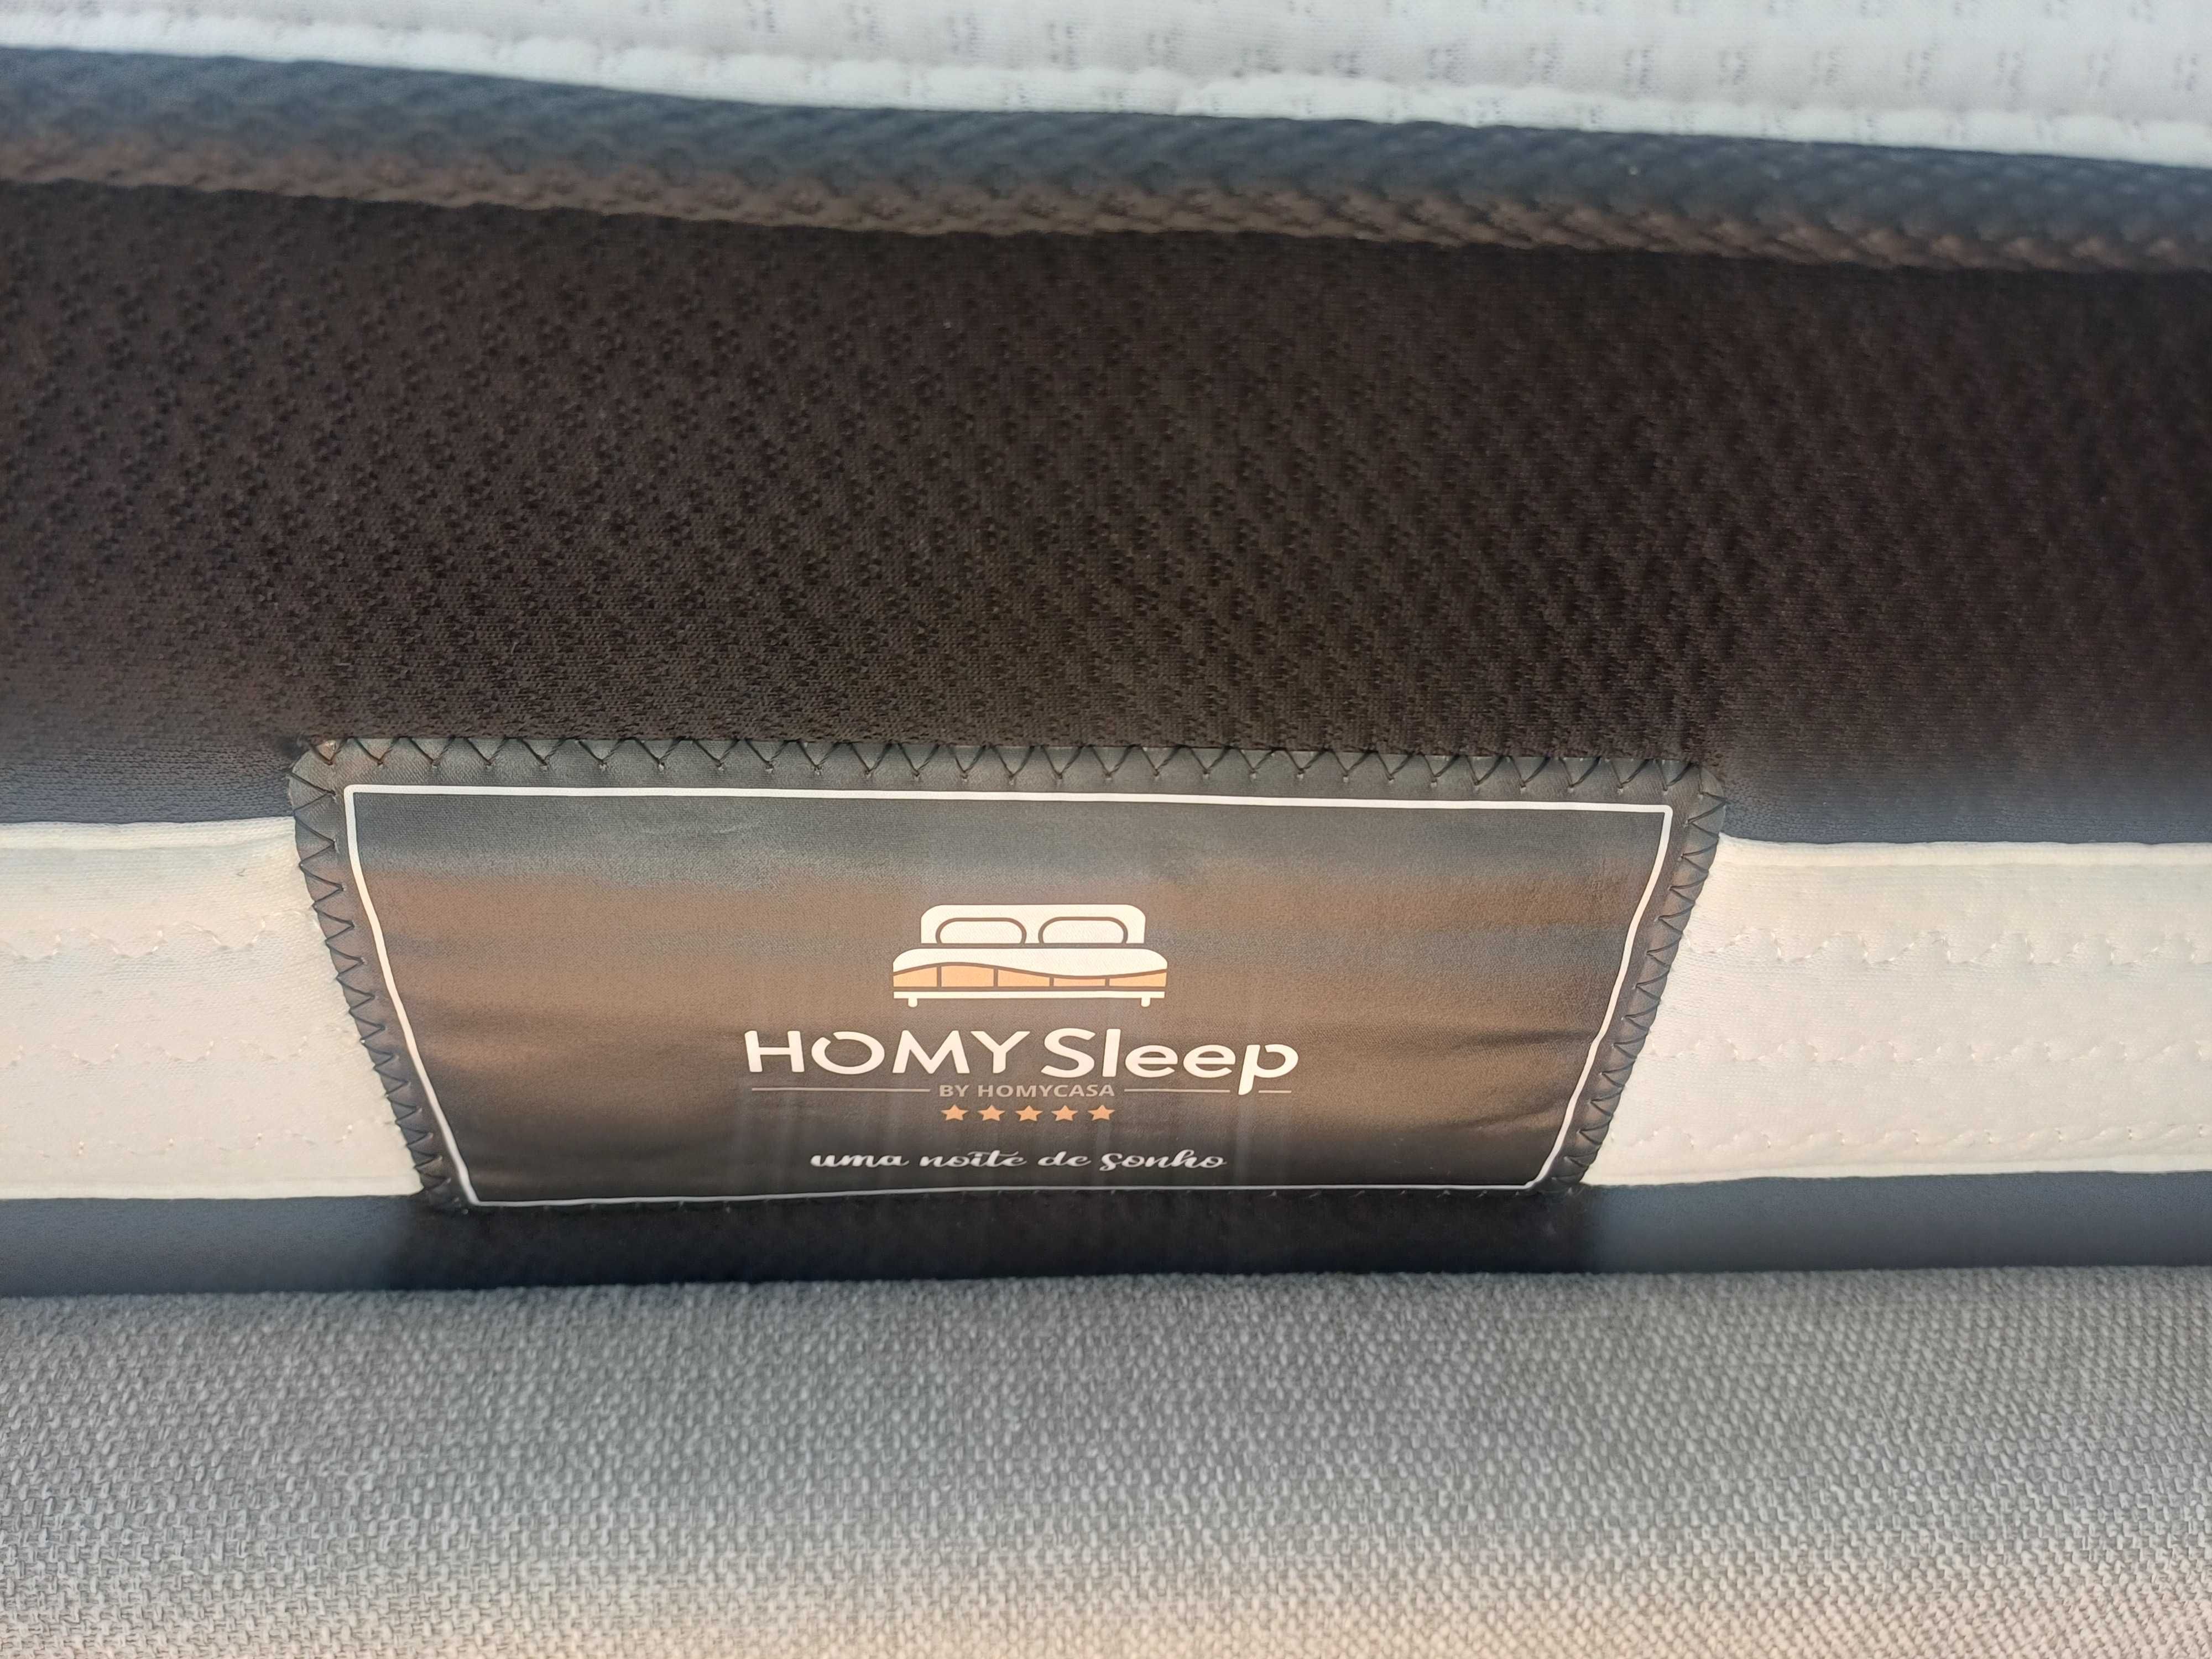 HOMY Sleep
BY HOMYCASA
uma noite de sonho